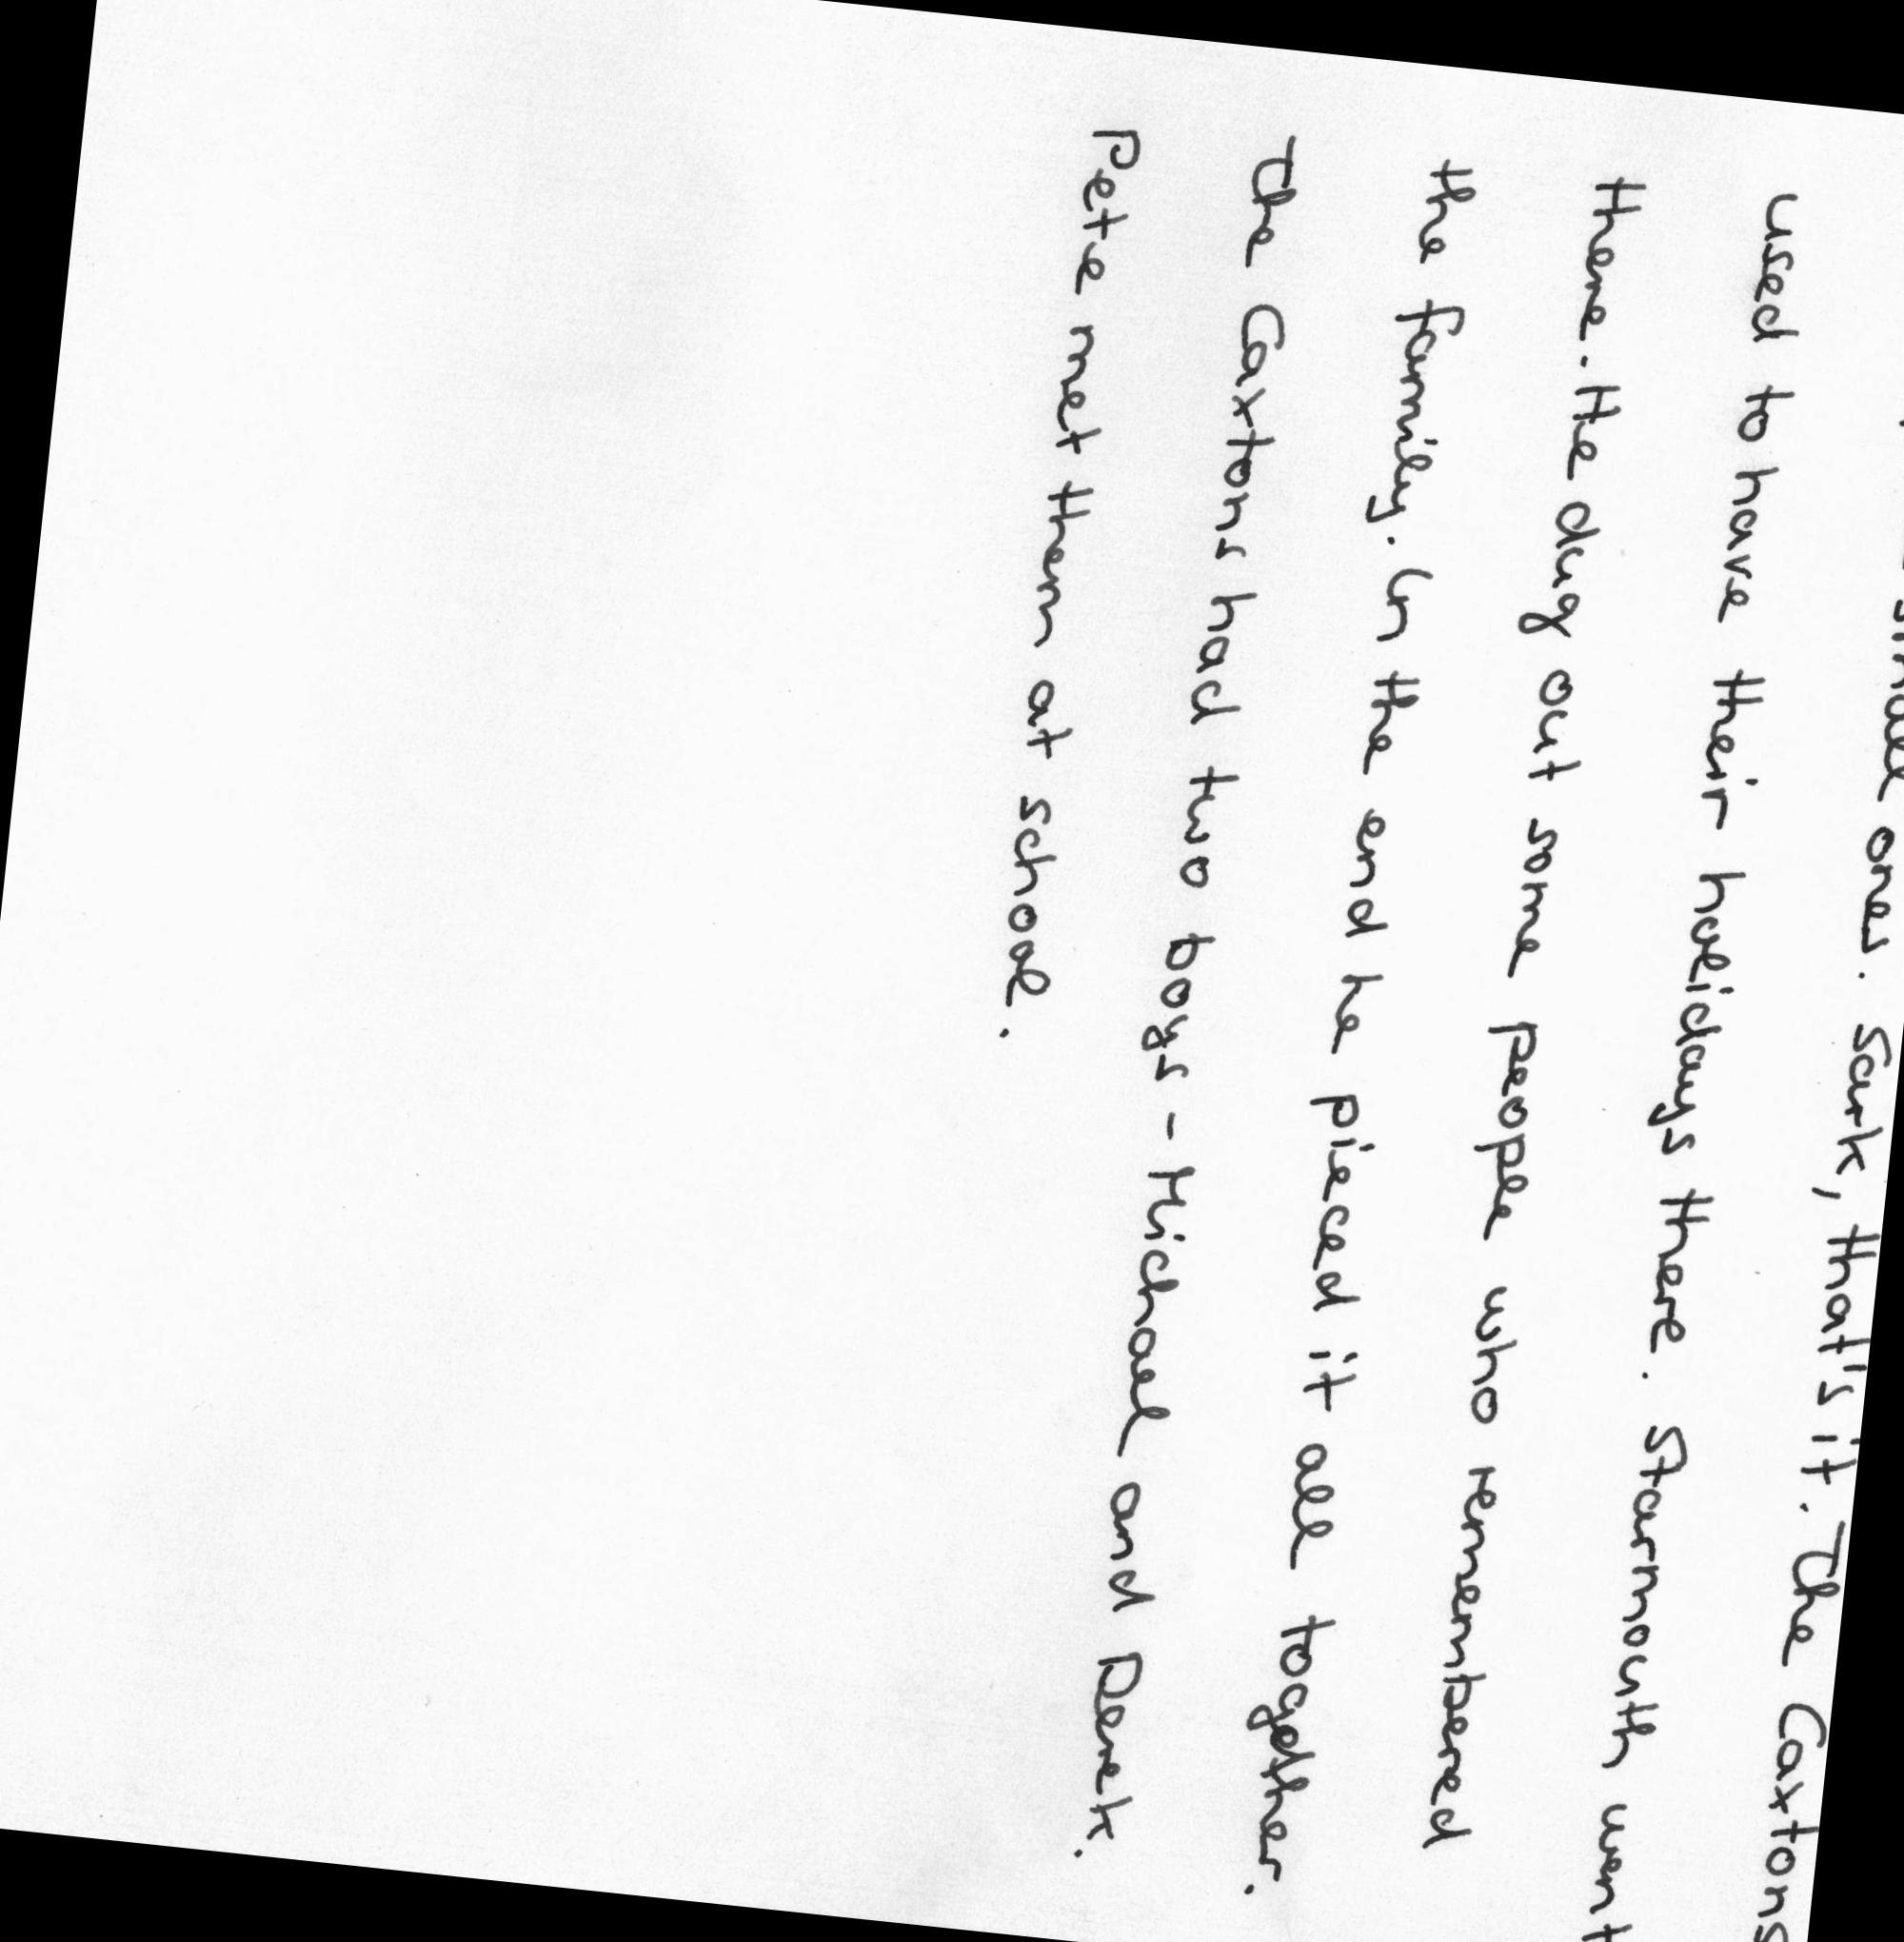 small ones. Sark, that's it. The Caxtons
used to have their holidays there. Starmouth went
there. He dug out some people who remembered
the family. In the end he pieced it all together.
The Caxtons had two boys - Michael and Derek.
Pete met them at school.